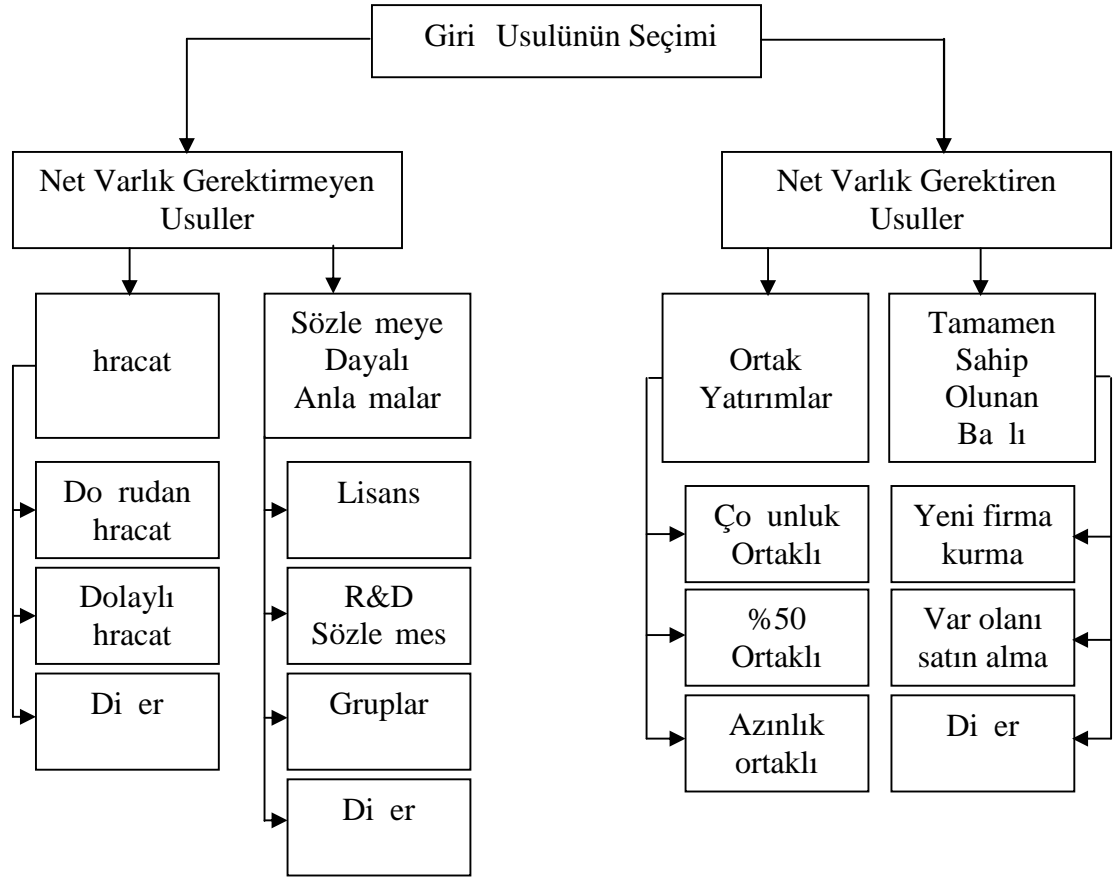 Giri Usulünün Seçimi
Net Varlık Gerektirmeyen
Usuller
Net Varlık Gerektiren
Usuller
hracat
Sözle meye
Dayalı
Anla malar
Ortak
Yatırımlar
Tamamen
Sahip
Olunan
Ba lı
Do rudan
hracat
Dolaylı
hracat
Di er
Lisans
R&D
Sözle mes
Gruplar
Di er
Ço unluk
Ortaklı
%50
Ortaklı
Azınlık
ortaklı
Yeni firma
kurma
Var olanı
satın alma
Di er